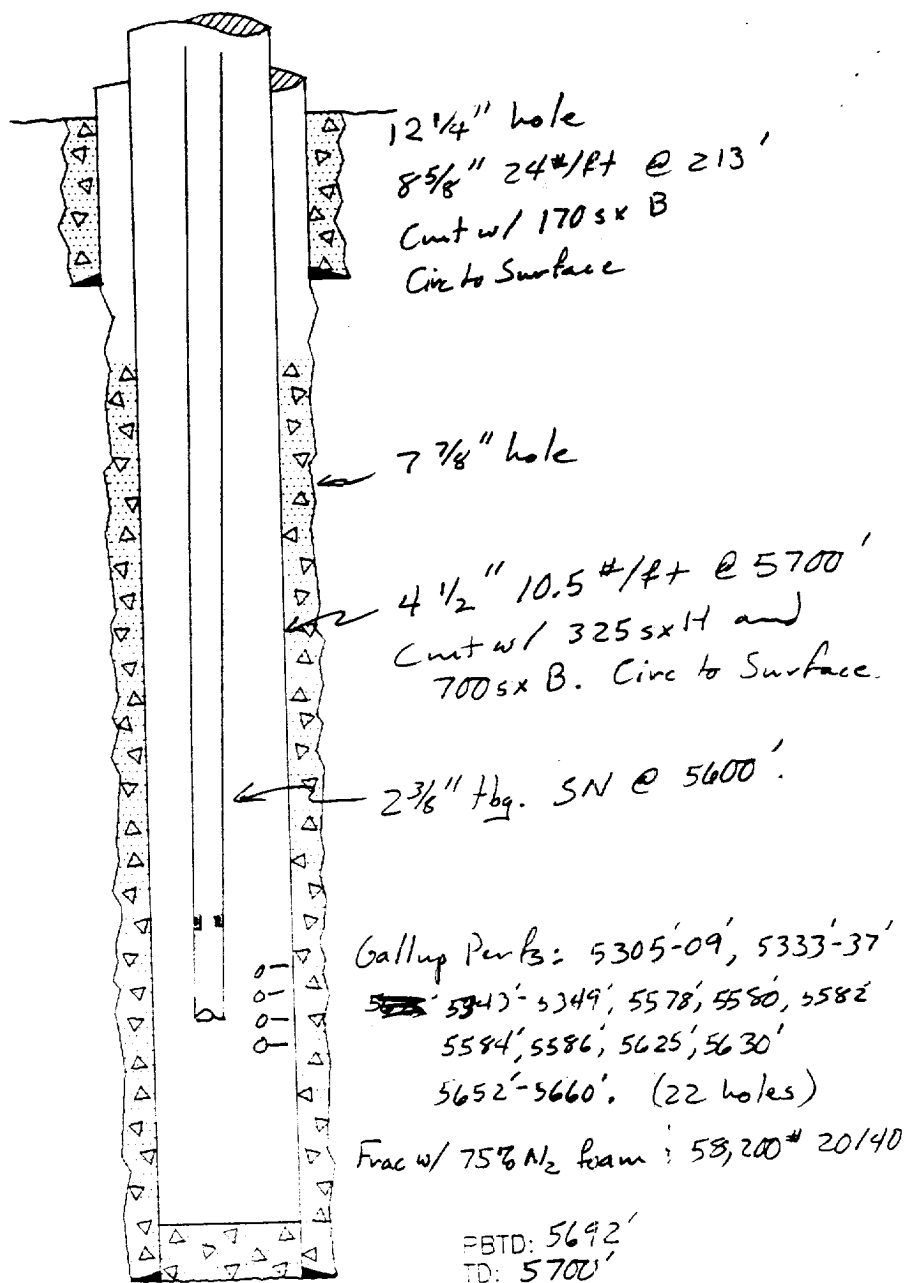 12 1/4" hole
8 5/8" 24#/ft @ 213'
Cmt w/ 170 sx B
Circ to Surface
7 7/8" hole
4 1/2" 10.5 #/ft @ 5700'
Cmt w/ 325 sx H and
700 sx B. Circ to Surface.
2 3/8" tbg. SN @ 5600'.
Gallup Perfs: 5305'-09', 5333'-37'
5343'-5349', 5578', 5580', 5582'
5584', 5586', 5625', 5630'
5652'-5660'. (22 holes)
Frac w/ 75% N2 foam ; 58,200# 20/40
PBTD: 5692'
TD: 5700'